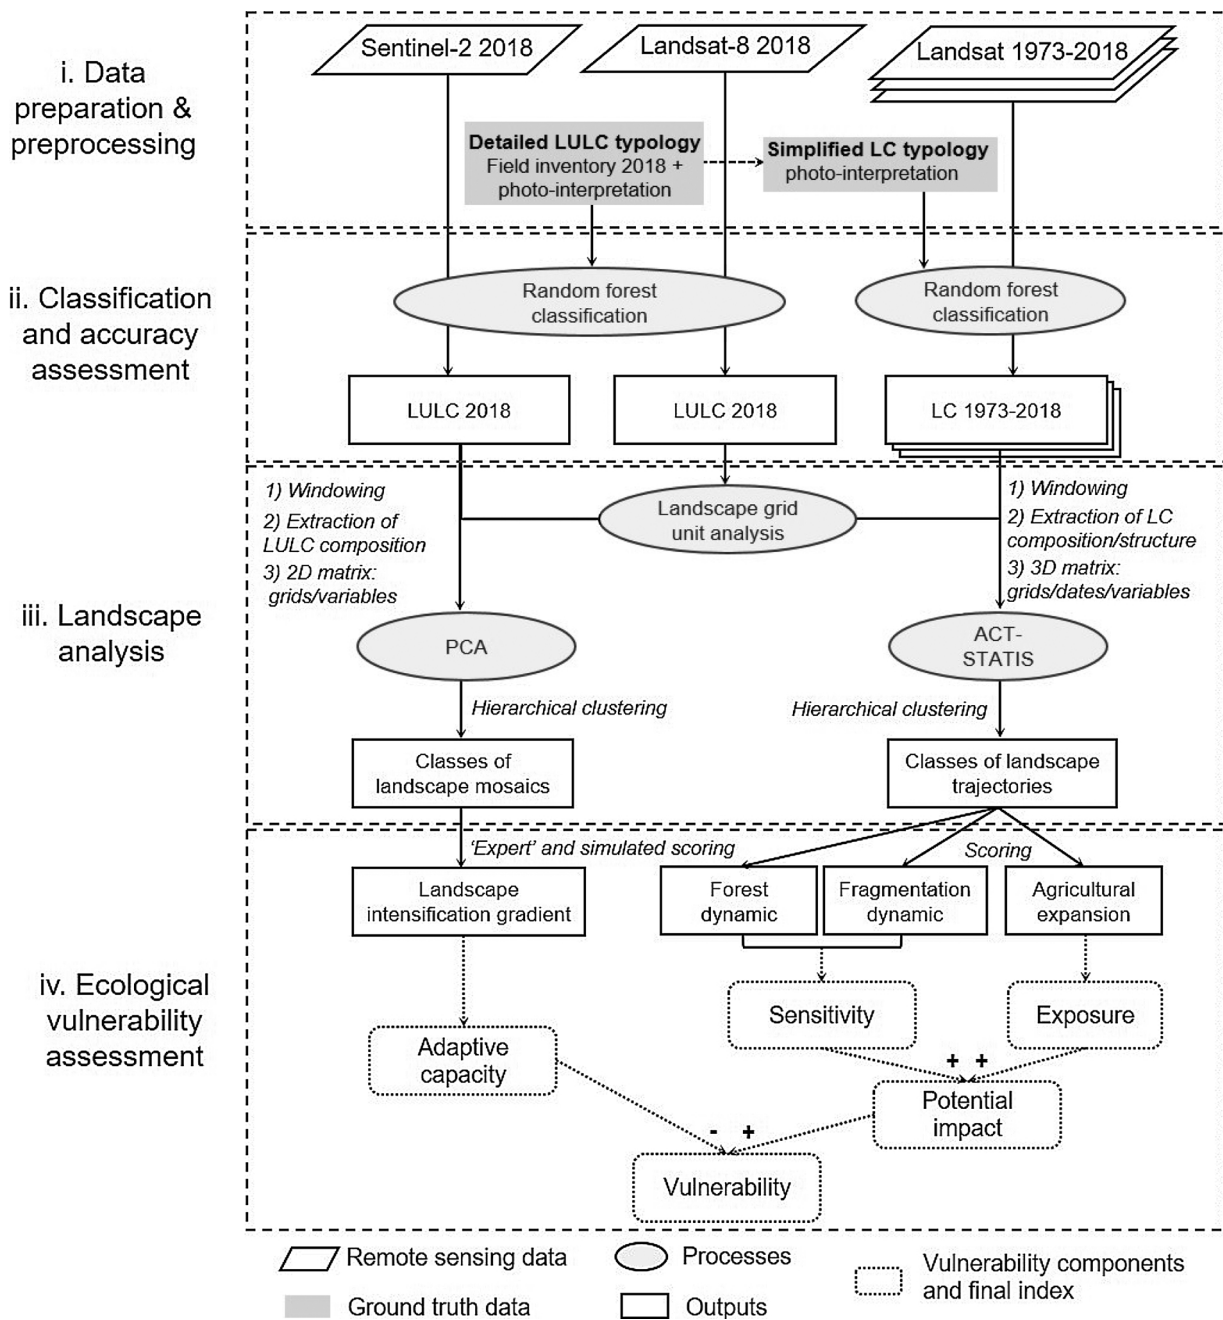 i. Data
preparation &
preprocessing
Sentinel-2 2018
Landsat-8 2018
Landsat 1973-2018
Detailed LULC typology
Field inventory 2018 +
photo-interpretation
Simplified LC typology
photo-interpretation
ii. Classification
and accuracy
assessment
Random forest
classification
Random forest
classification
LULC 2018
LULC 2018
LC 1973-2018
iii. Landscape
analysis
1) Windowing
2) Extraction of
LULC composition
3) 2D matrix:
grids/variables
Landscape grid
unit analysis
1) Windowing
2) Extraction of LC
composition/structure
3) 3D matrix:
grids/dates/variables
PCA
ACT-
STATIS
Hierarchical clustering
Hierarchical clustering
Classes of
landscape mosaics
Classes of landscape
trajectories
iv. Ecological
vulnerability
assessment
'Expert' and simulated scoring
Scoring
Landscape
intensification gradient
Forest
dynamic
Fragmentation
dynamic
Agricultural
expansion
Sensitivity
Exposure
Adaptive
capacity
+ +
Potential
impact
- +
Vulnerability
Remote sensing data
Processes
Vulnerability components
and final index
Ground truth data
Outputs